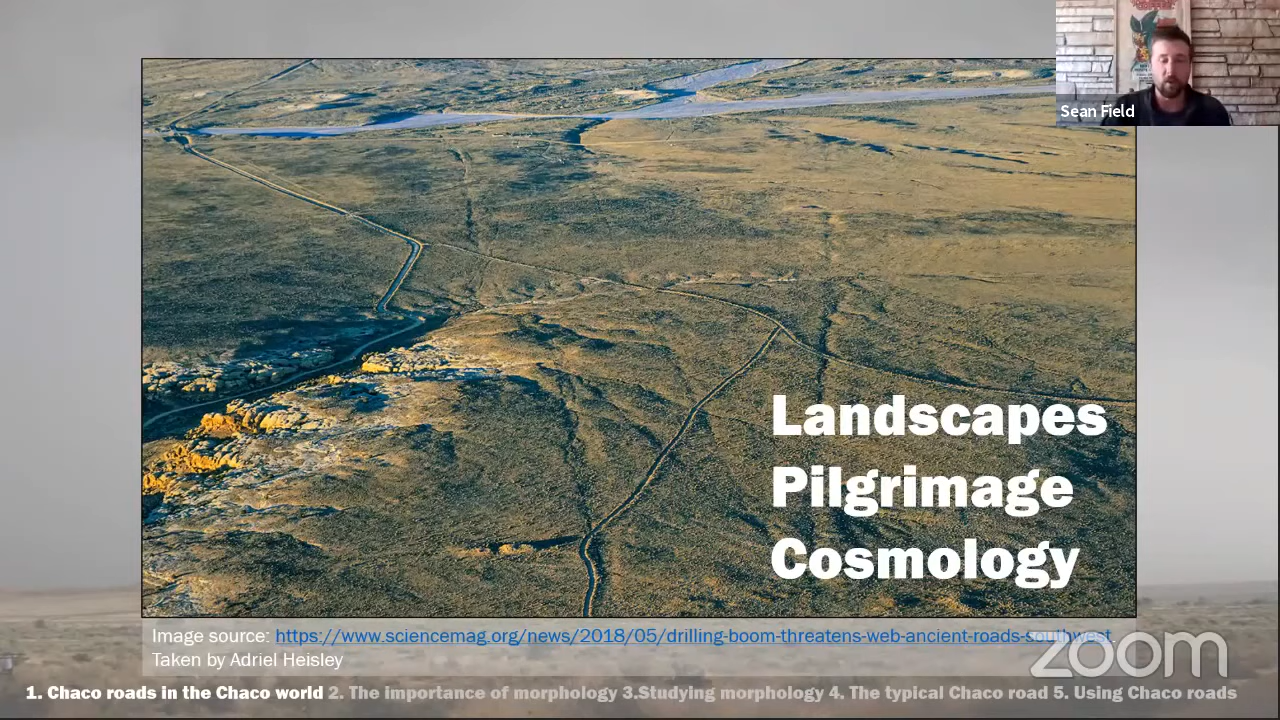 Sean Field
Landscapes
Pilgrimage
Cosmology
Image source: https://www.sciencemag.org/news/2018/05/drilling-boom-threatens-web-ancient-roads-southwest
Taken by Adriel Heisley
zoom
1. Chaco roads in the Chaco world 2. The importance of morphology 3.Studying morphology 4. The typical Chaco road 5. Using Chaco roads